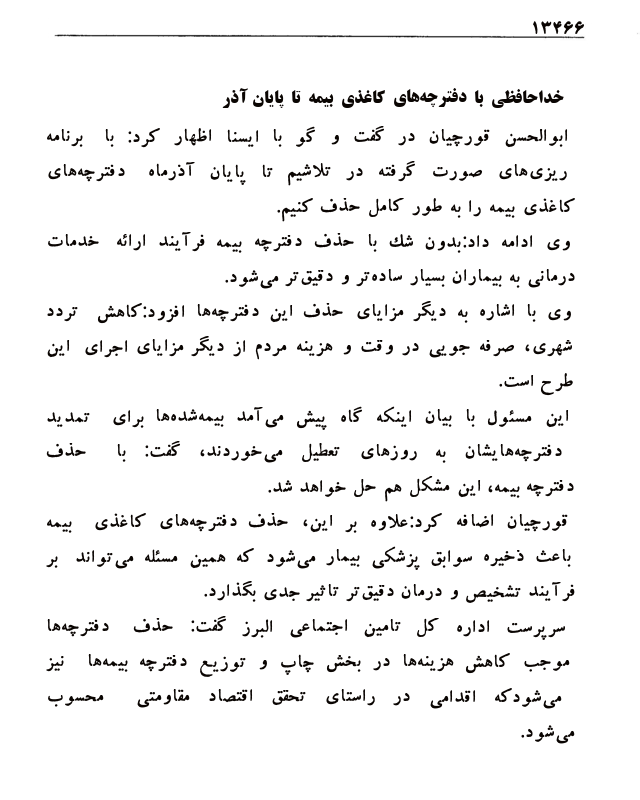 ۱۳۴۶۶
خداحافظی با دفترچه‌های کاغذی بیمه تا پایان آذر
ابوالحسن قورچیان در گفت و گو با ایسنا اظهار کرد: با برنامه
ریزی‌های صورت گرفته در تلاشیم تا پایان آذرماه دفترچه‌های
کاغذی بیمه را به طور کامل حذف کنیم.
وی ادامه داد:بدون شك با حذف دفترچه بیمه فرآیند ارائه خدمات
درمانی به بیماران بسیار ساده‌تر و دقیق‌تر می‌شود.
وی با اشاره به دیگر مزایای حذف این دفترچه‌ها افزود:کاهش تردد
شهری، صرفه جویی در وقت و هزینه مردم از دیگر مزایای اجرای این
طرح است.
این مسئول با بیان اینکه گاه پیش می‌آمد بیمه‌شده‌ها برای تمدید
دفترچه‌هایشان به روزهای تعطیل می‌خوردند، گفت: با حذف
دفترچه بیمه، این مشکل هم حل خواهد شد.
قورچیان اضافه کرد:علاوه بر این، حذف دفترچه‌های کاغذی بیمه
باعث ذخیره سوابق پزشکی بیمار می‌شود که همین مسئله می‌تواند بر
فرآیند تشخیص و درمان دقیق‌تر تاثیر جدی بگذارد.
سرپرست اداره کل تامین اجتماعی البرز گفت: حذف دفترچه‌ها
موجب کاهش هزینه‌ها در بخش چاپ و توزیع دفترچه بیمه‌ها نیز
می‌شودکه اقدامی در راستای تحقق اقتصاد مقاومتی محسوب
می‌شود.